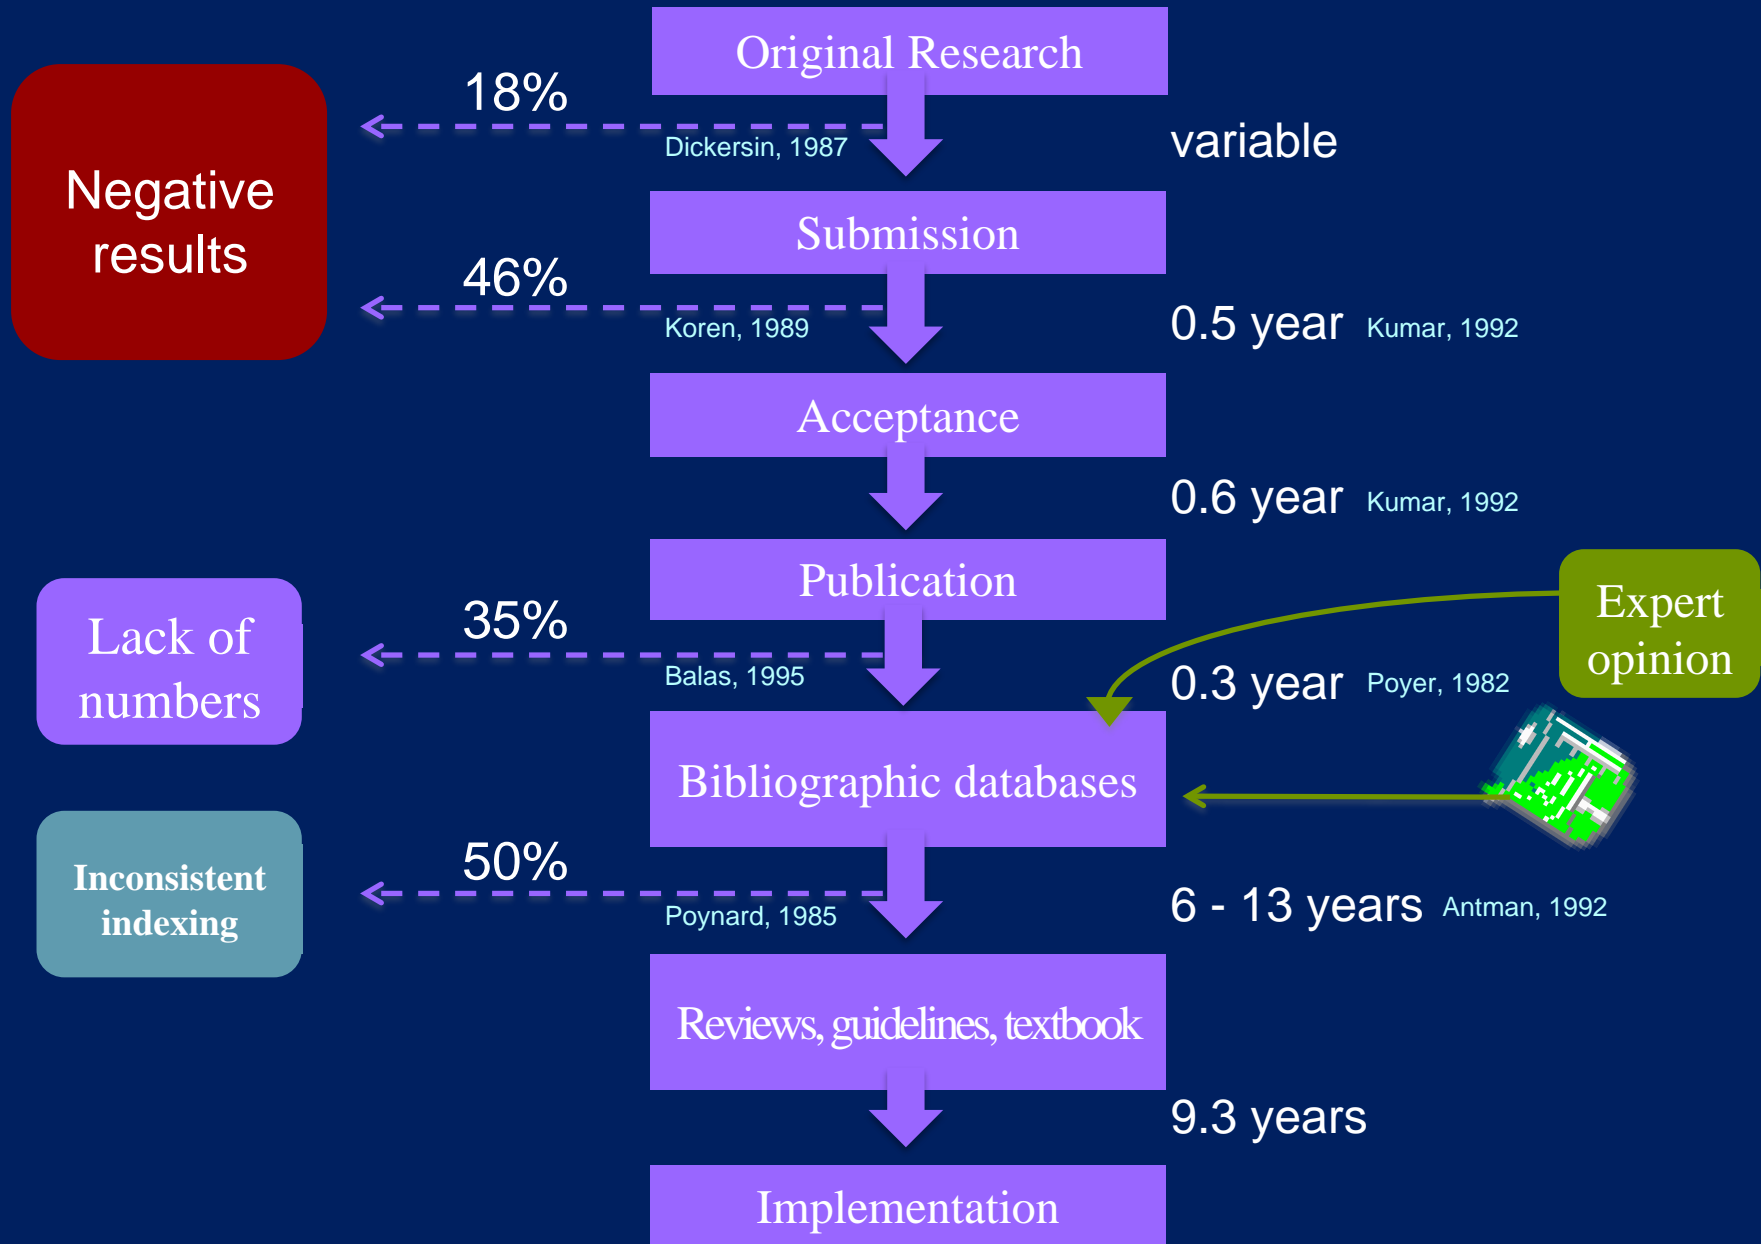 Original Research
18%
Dickersin, 1987
variable
Negative
results
Submission
46%
Koren, 1989
0.5 year Kumar, 1992
Acceptance
0.6 year Kumar, 1992
Publication
Expert
opinion
Lack of
numbers
35%
Balas, 1995
0.3 year Poyer, 1982
Bibliographic databases
Inconsistent
indexing
50%
Poynard, 1985
6 - 13 years Antman, 1992
Reviews, guidelines, textbook
9.3 years
Implementation